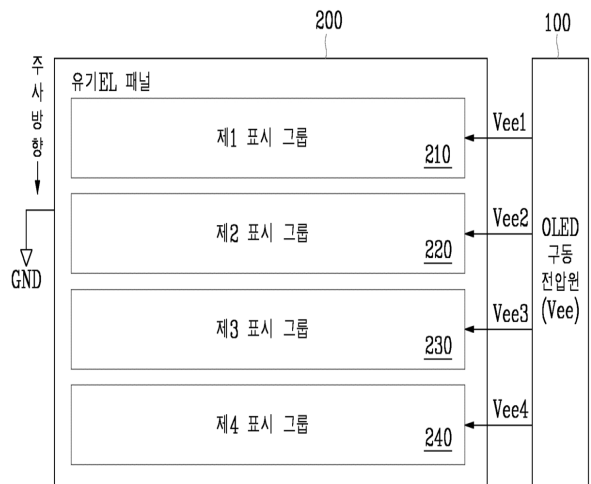 200
100
주사방향
유기EL 패널
제1 표시 그룹
210
Vee1
제2 표시 그룹
220
Vee2
GND
OLED
구동
전압원
(Vee)
제3 표시 그룹
230
Vee3
제4 표시 그룹
240
Vee4